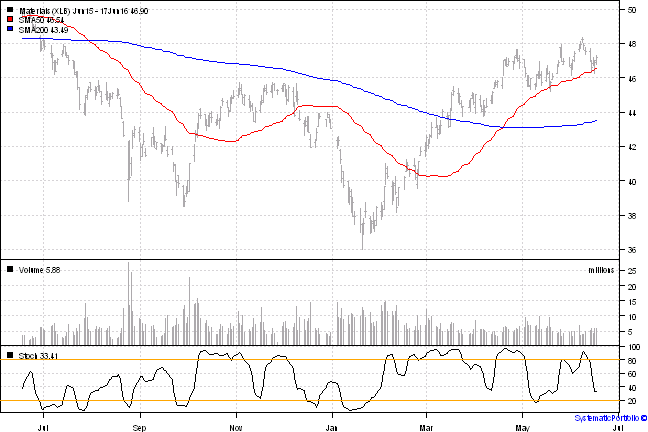 Materials (XLB) Jun 15 - 17 Jun 16 46.90
SMA50 46.54
SMA200 43.49
50
48
46
44
42
40
38
36
Volume 5.88
millions
25
20
15
10
5
Stoch 33.41
100
80
60
40
20
Jul Sep Nov Jan Mar May Jul
SystematicPortfolio ©